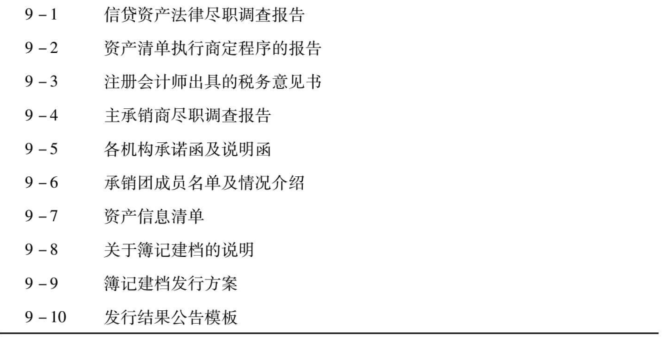 9-1 信贷资产法律尽职调查报告
9-2 资产清单执行商定程序的报告
9-3 注册会计师出具的税务意见书
9-4 主承销商尽职调查报告
9-5 各机构承诺函及说明函
9-6 承销团成员名单及情况介绍
9-7 资产信息清单
9-8 关于簿记建档的说明
9-9 簿记建档发行方案
9-10 发行结果公告模板